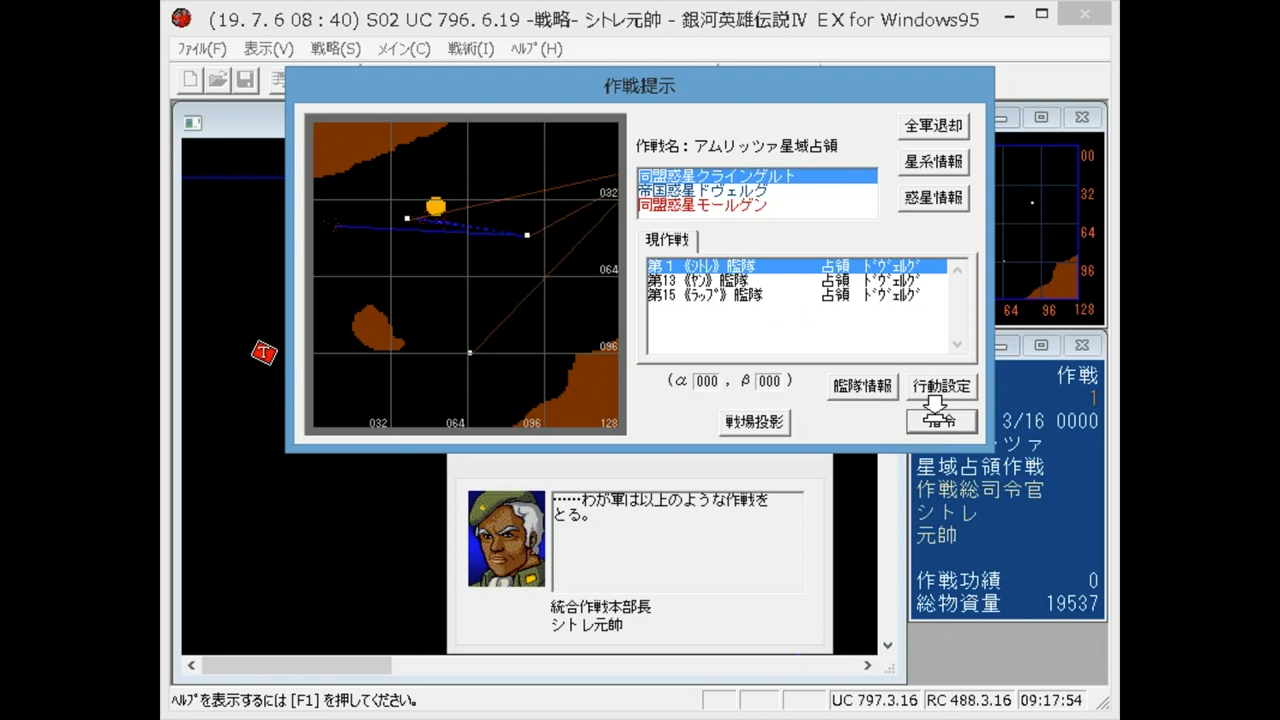 (19. 7. 6 08 : 40) S02 UC 796. 6.19 -戦略- シトレ元帥 - 銀河英雄伝説Ⅳ EX for Windows95
ﾌｧｲﾙ(F) 表示(V) 戦略(S) メイン(C) 戦術(I) ﾍﾙﾌﾟ(H)
作戦提示
作戦名：アムリッツァ星域占領
全軍退却
星系情報
惑星情報
同盟惑星クラインゲルト
帝国惑星ドヴェルグ
同盟惑星モールゲン
現作戦
第１《ｼﾄﾚ》艦隊 占領 ﾄﾞｳﾞｪﾙｸﾞ
第13《ﾔﾝ》艦隊 占領 ﾄﾞｳﾞｪﾙｸﾞ
第15《ﾗｯﾌﾟ》艦隊 占領 ﾄﾞｳﾞｪﾙｸﾞ
032
064
096
032 064 096 128
(α 000 , β 000 )
艦隊情報
行動設定
戦場投影
00
32
64
96
64 96 128
T
作戦
1
3/16 0000
ツァ
星域占領作戦
作戦総司令官
シトレ
元帥
作戦功績 0
総物資量 19537
……わが軍は以上のような作戦を
とる。
統合作戦本部長
シトレ元帥
ﾍﾙﾌﾟを表示するには [F1] を押してください。
UC 797.3.16 RC 488.3.16 09:17:54